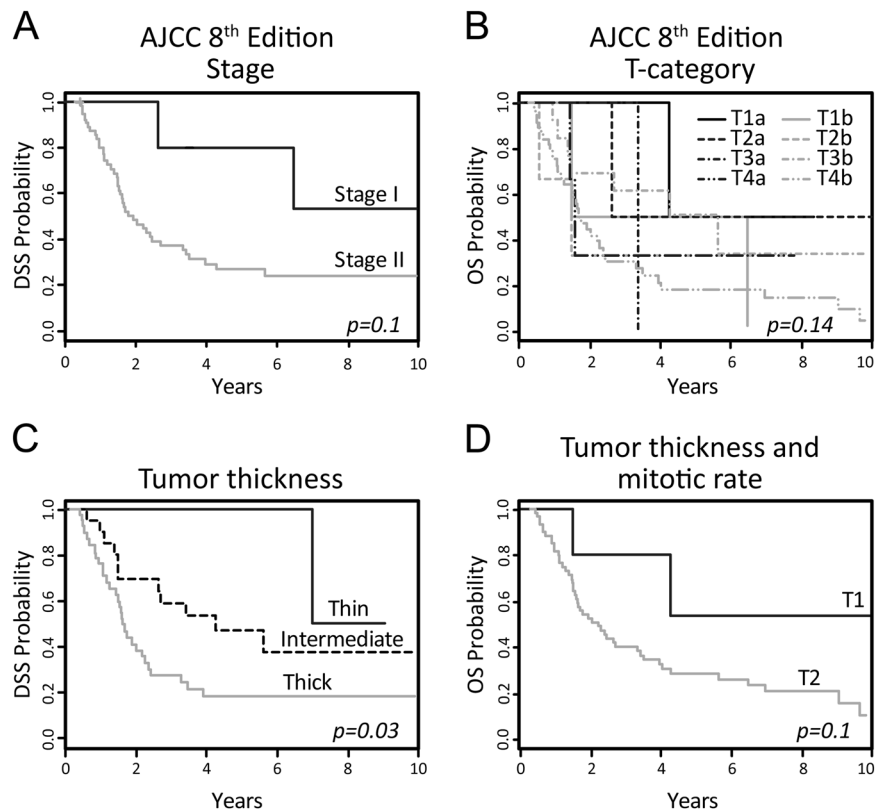 A
AJCC 8th Edition
Stage
DSS Probability
1.0
0.8
0.6
0.4
0.2
0.0
Stage I
Stage II
p=0.1
0 2 4 6 8 10
Years
B
AJCC 8th Edition
T-category
OS Probability
1.0
0.8
0.6
0.4
0.2
0.0
T1a T1b
T2a T2b
T3a T3b
T4a T4b
p=0.14
0 2 4 6 8 10
Years
C
Tumor thickness
DSS Probability
1.0
0.8
0.6
0.4
0.2
0.0
Thin
Intermediate
Thick
p=0.03
0 2 4 6 8 10
Years
D
Tumor thickness and
mitotic rate
OS Probability
1.0
0.8
0.6
0.4
0.2
0.0
T1
T2
p=0.1
0 2 4 6 8 10
Years